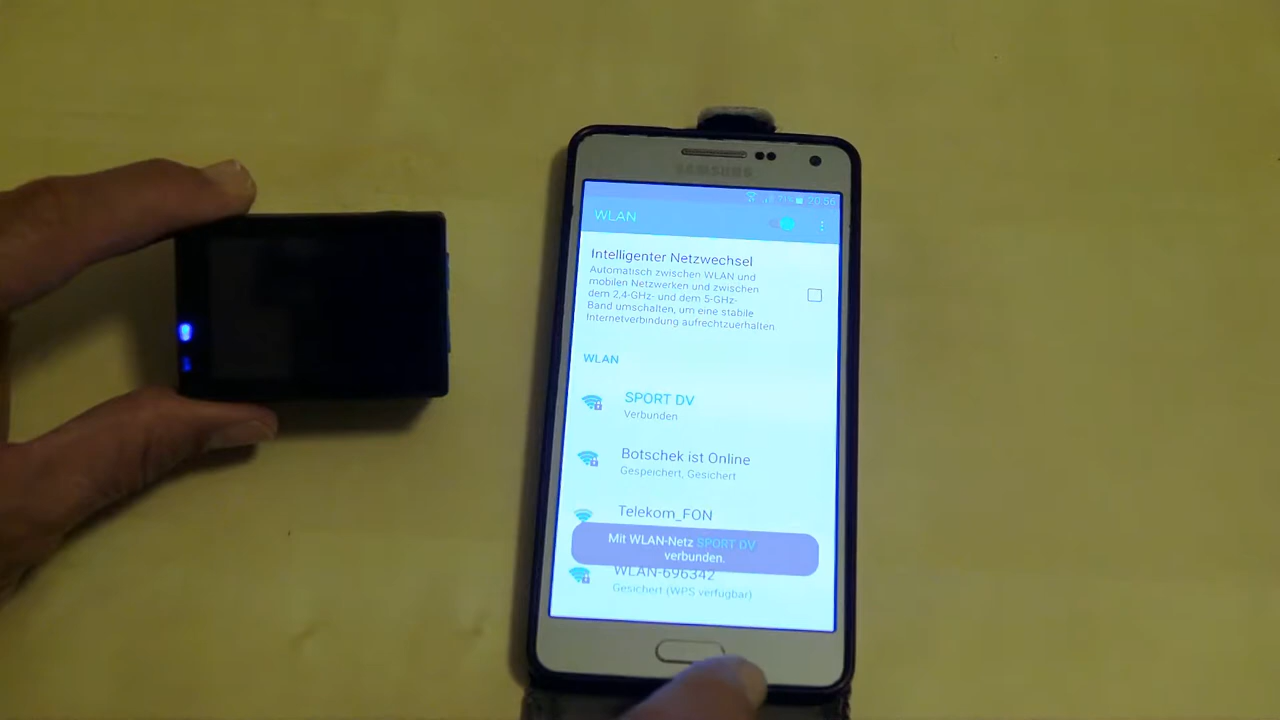 SAMSUNG
20:56
WLAN
Intelligenter Netzwechsel
Automatisch zwischen WLAN und
mobilen Netzwerken und zwischen
dem 2,4-GHz- und dem 5-GHz-
Band umschalten, um eine stabile
Internetverbindung aufrechtzuerhalten
WLAN
SPORT DV
Verbunden
Botschek ist Online
Gespeichert, Gesichert
Telekom_FON
Mit WLAN-Netz SPORT DV
verbunden.
WLAN-696342
Gesichert (WPS verfügbar)